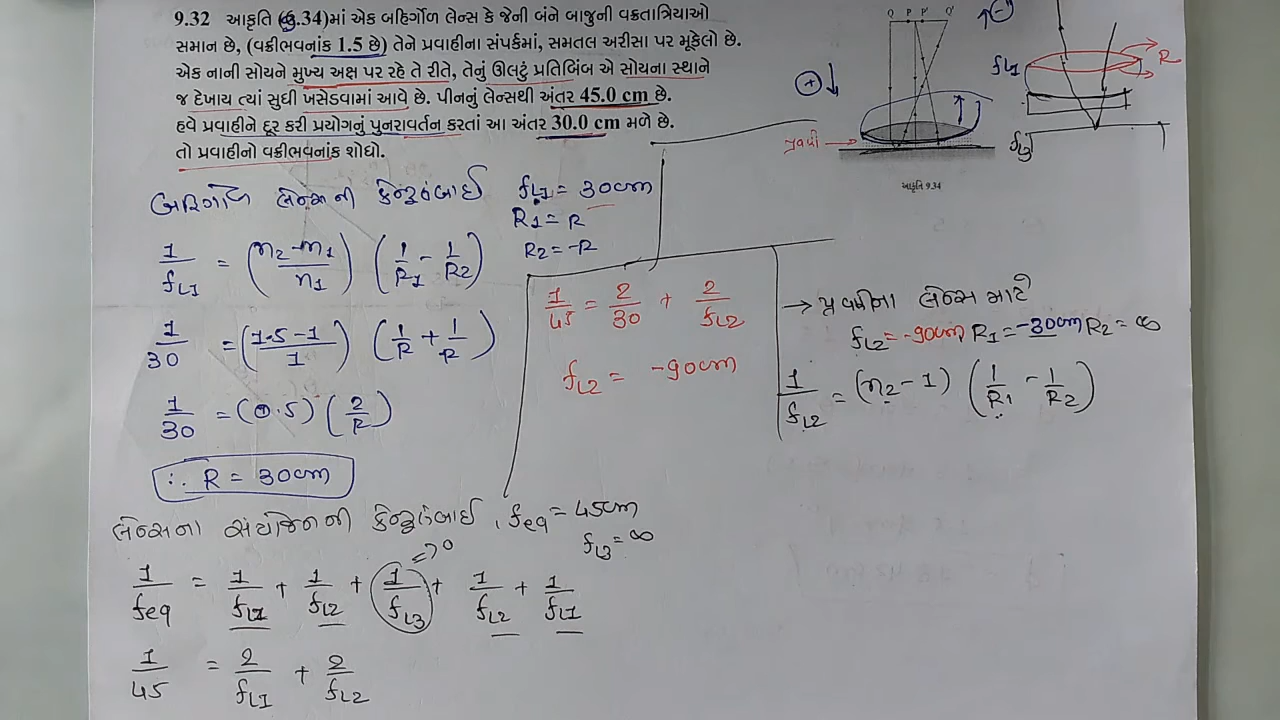 9.32 આકૃતિ (9.34)માં એક બહિર્ગોળ લેન્સ કે જેની બંને બાજુની વક્રતાત્રિયાઓ
સમાન છે, (વક્રીભવનાંક 1.5 છે) તેને પ્રવાહીના સંપર્કમાં, સમતલ અરીસા પર મૂકેલો છે.
એક નાની સોયને મુખ્ય અક્ષ પર રહે તે રીતે, તેનું ઊલટું પ્રતિબિંબ એ સોયના સ્થાને
જ દેખાય ત્યાં સુધી ખસેડવામાં આવે છે. પીનનું લેન્સથી અંતર 45.0 cm છે.
હવે પ્રવાહીને દૂર કરી પ્રયોગનું પુનરાવર્તન કરતાં આ અંતર 30.0 cm મળે છે.
તો પ્રવાહીનો વક્રીભવનાંક શોધો.
Q P P' Q'
(-)
(+)
પ્રવાહી
આકૃતિ 9.34
fL1
R
fL3
બહિર્ગોળ લેન્સની કેન્દ્રલંબાઈ fL1 = 30cm
R1 = R
R2 = -R
1/fL1 = ((n2-n1)/n1) (1/R1 - 1/R2)
1/30 = ((1.5-1)/1) (1/R + 1/R)
1/30 = (0.5) (2/R)
∴ R = 30cm
લેન્સના સંયોજનની કેન્દ્રલંબાઈ, feq = 45cm
fL3 = ∞
=> 0
1/feq = 1/fL1 + 1/fL2 + 1/fL3 + 1/fL2 + 1/fL1
1/45 = 2/fL1 + 2/fL2
1/45 = 2/30 + 2/fL2
fL2 = -90cm
→ પ્રવાહીના લેન્સ માટે
fL2 = -90cm R1 = -30cm R2 = ∞
1/fL2 = (n2-1) (1/R1 - 1/R2)